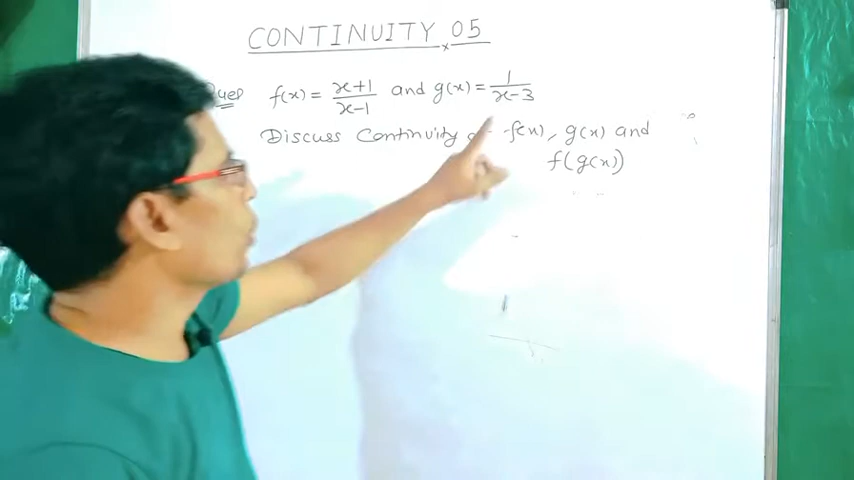 CONTINUITY 05
Ques f(x) = x+1/x-1 and g(x) = 1/x-3
Discuss Continuity f(x), g(x) and
f(g(x))